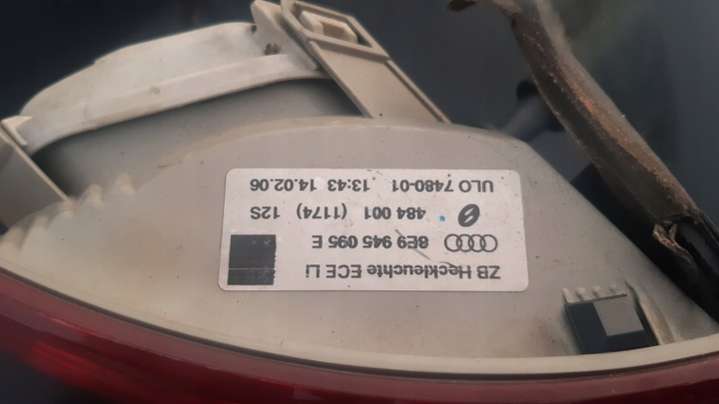 ZB Heckleuchte ECE Li
8E9 945 095 E
484 001 (1174) 12S
ULO 7480-01 13:43 14.02.06